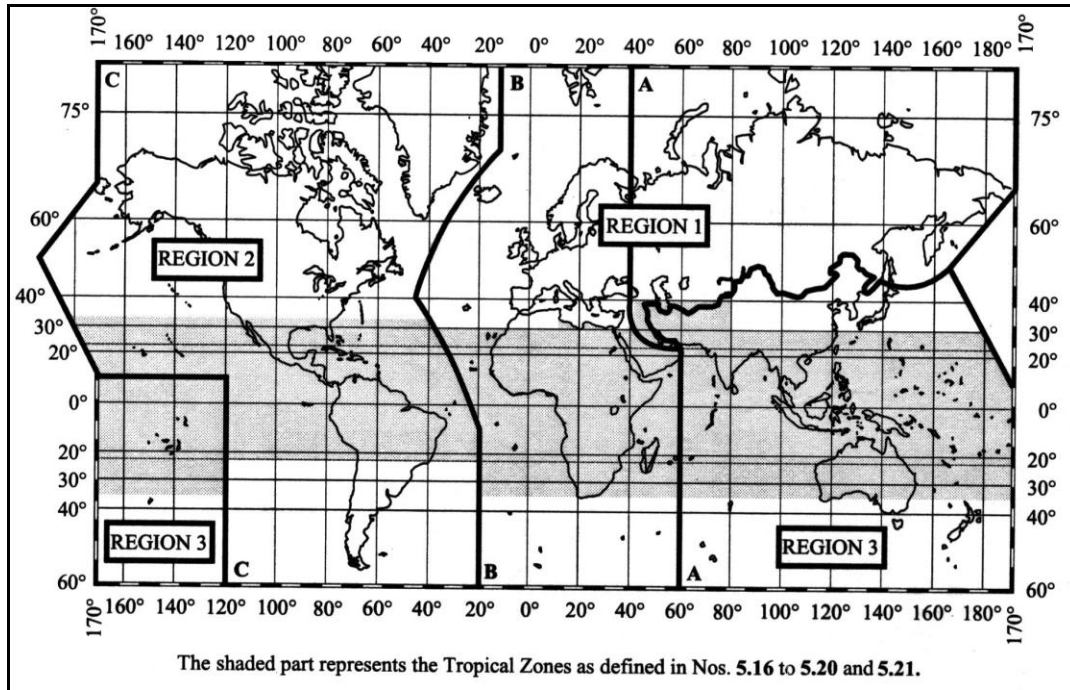 170° 160° 140° 120° 100° 80° 60° 40° 20° 0° 20° 40° 60° 80° 100° 120° 140° 160° 180° 170°
C B A
75° 75°
60° REGION 1 60°
REGION 2
40° 40°
30° 30°
20° 20°
0° 0°
20° 20°
30° 30°
40° 40°
REGION 3 REGION 3
C B A
60° 60°
170° 160° 140° 120° 100° 80° 60° 40° 20° 0° 20° 40° 60° 80° 100° 120° 140° 160° 180° 170°
The shaded part represents the Tropical Zones as defined in Nos. 5.16 to 5.20 and 5.21.